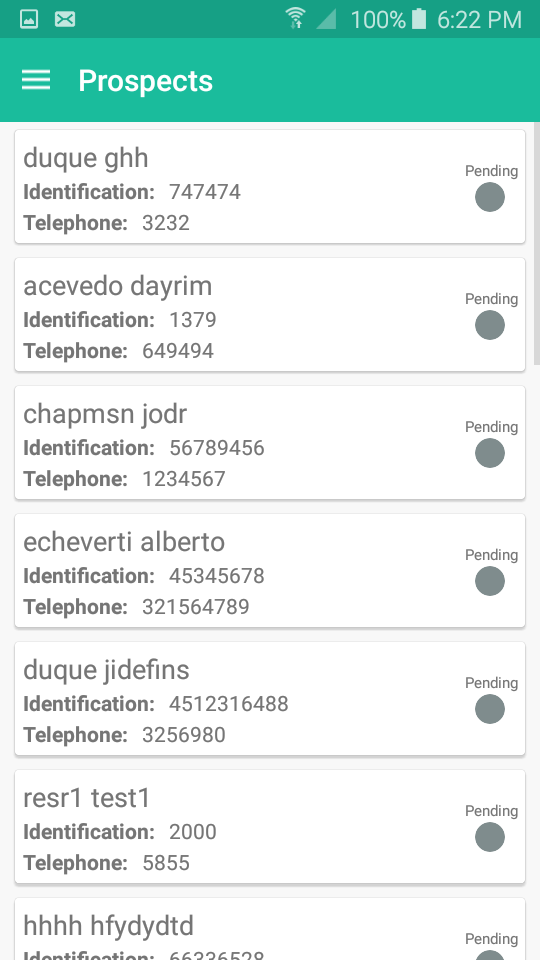 100% 6:22 PM
Prospects
duque ghh
Pending
Identification: 747474
Telephone: 3232
acevedo dayrim
Pending
Identification: 1379
Telephone: 649494
chapmsn jodr
Pending
Identification: 56789456
Telephone: 1234567
echeverti alberto
Pending
Identification: 45345678
Telephone: 321564789
duque jidefins
Pending
Identification: 4512316488
Telephone: 3256980
resr1 test1
Pending
Identification: 2000
Telephone: 5855
hhhh hfydydtd
Pending
Identification: 66336528